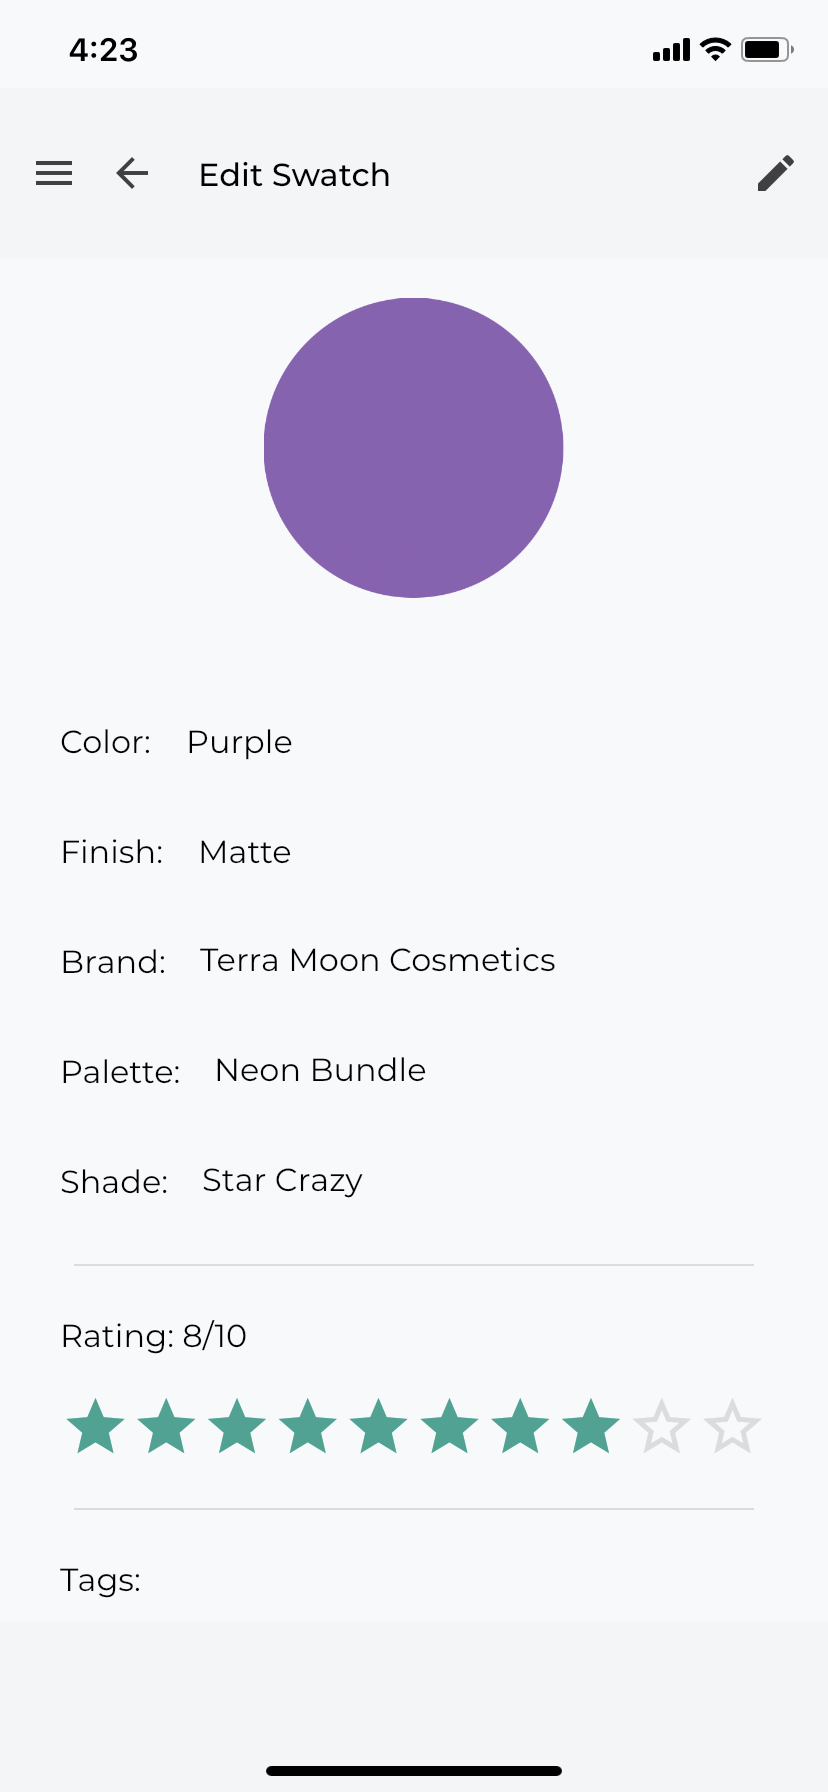 4:23
Edit Swatch
Color: Purple
Finish: Matte
Brand: Terra Moon Cosmetics
Palette: Neon Bundle
Shade: Star Crazy
Rating: 8/10
Tags: